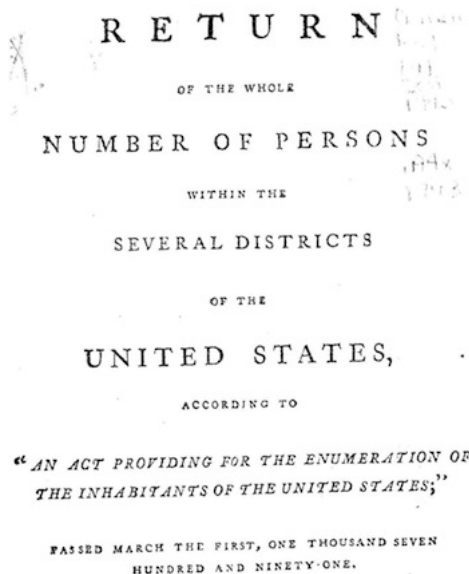 RETURN
OF THE WHOLE
NUMBER OF PERSONS
WITHIN THE
SEVERAL DISTRICTS
OF THE
UNITED STATES,
ACCORDING TO
“AN ACT PROVIDING FOR THE ENUMERATION OF
THE INHABITANTS OF THE UNITED STATES;”
PASSED MARCH THE FIRST, ONE THOUSAND SEVEN
HUNDRED AND NINETY-ONE.